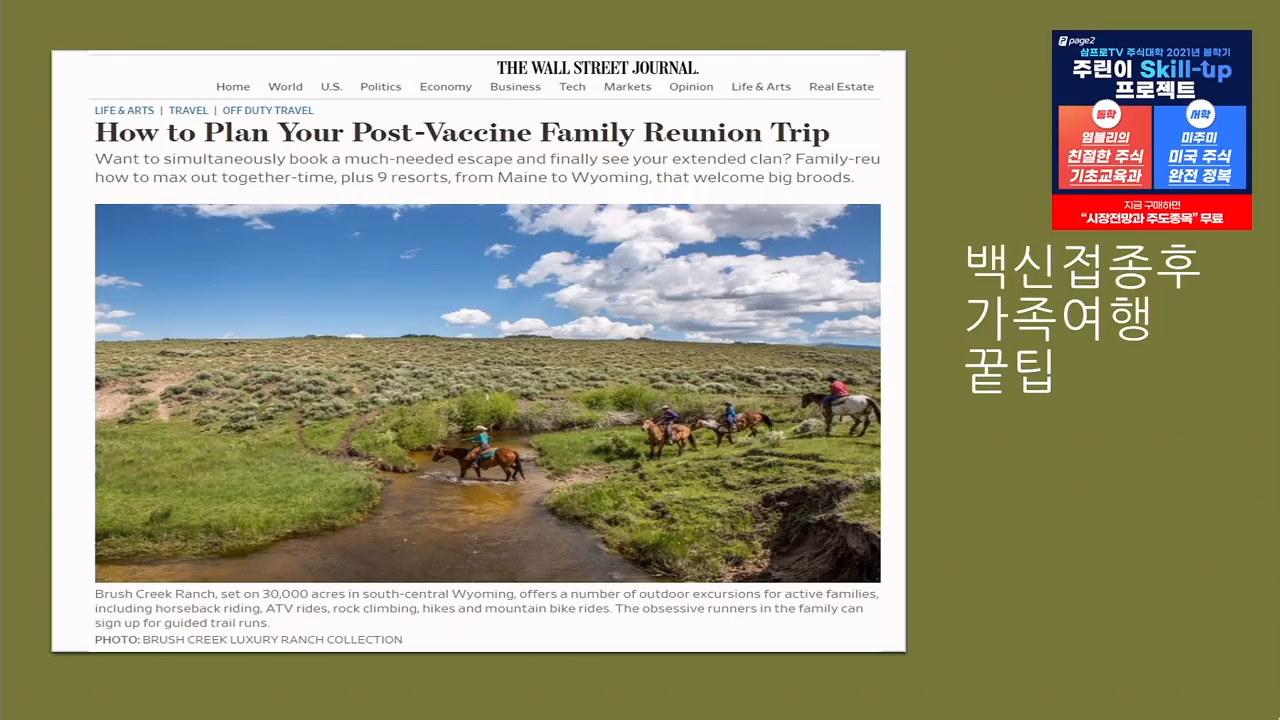 THE WALL STREET JOURNAL.
Home World U.S. Politics Economy Business Tech Markets Opinion Life & Arts Real Estate
LIFE & ARTS | TRAVEL | OFF DUTY TRAVEL
How to Plan Your Post-Vaccine Family Reunion Trip
Want to simultaneously book a much-needed escape and finally see your extended clan? Family-reu
how to max out together-time, plus 9 resorts, from Maine to Wyoming, that welcome big broods.
Brush Creek Ranch, set on 30,000 acres in south-central Wyoming, offers a number of outdoor excursions for active families,
including horseback riding, ATV rides, rock climbing, hikes and mountain bike rides. The obsessive runners in the family can
sign up for guided trail runs.
PHOTO: BRUSH CREEK LUXURY RANCH COLLECTION
page2
삼프로TV 주식대학 2021년 봄학기
주린이 Skill-up
프로젝트
동학
염블리의
친절한 주식
기초교육과
서학
미주미
미국 주식
완전 정복
지금 구매하면
“시장전망과 주도종목” 무료
백신접종후
가족여행
꿑팁